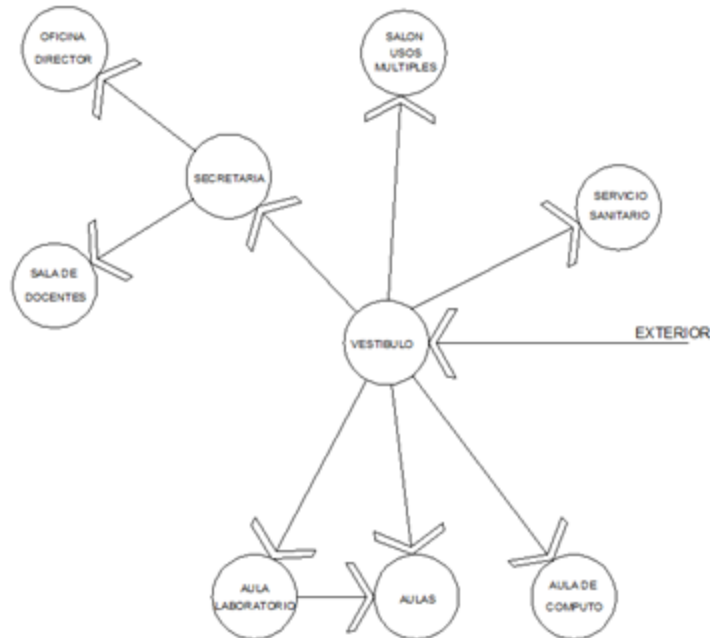 OFICINA
DIRECTOR
SALON
USOS
MULTIPLES
SECRETARIA
SERVICIO
SANITARIO
SALA DE
DOCENTES
VESTIBULO
EXTERIOR
AULA
LABORATORIO
AULAS
AULA DE
COMPUTO